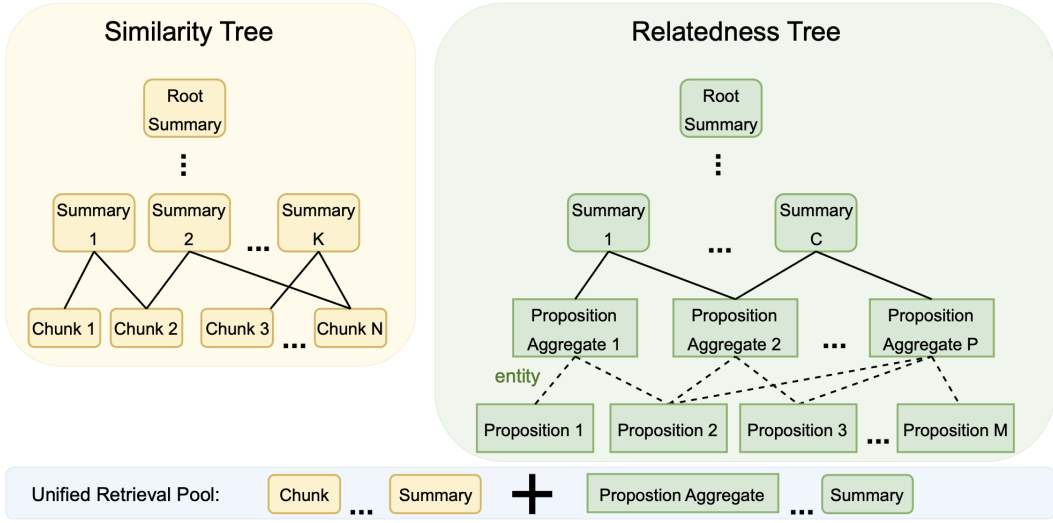 Similarity Tree
Root
Summary
Summary
1
Summary
2
...
Summary
K
Chunk 1
Chunk 2
Chunk 3
...
Chunk N
Relatedness Tree
Root
Summary
Summary
1
...
Summary
C
Proposition
Aggregate 1
Proposition
Aggregate 2
...
Proposition
Aggregate P
entity
Proposition 1
Proposition 2
Proposition 3
...
Proposition M
Unified Retrieval Pool:
Chunk
...
Summary
+
Propostion Aggregate
...
Summary